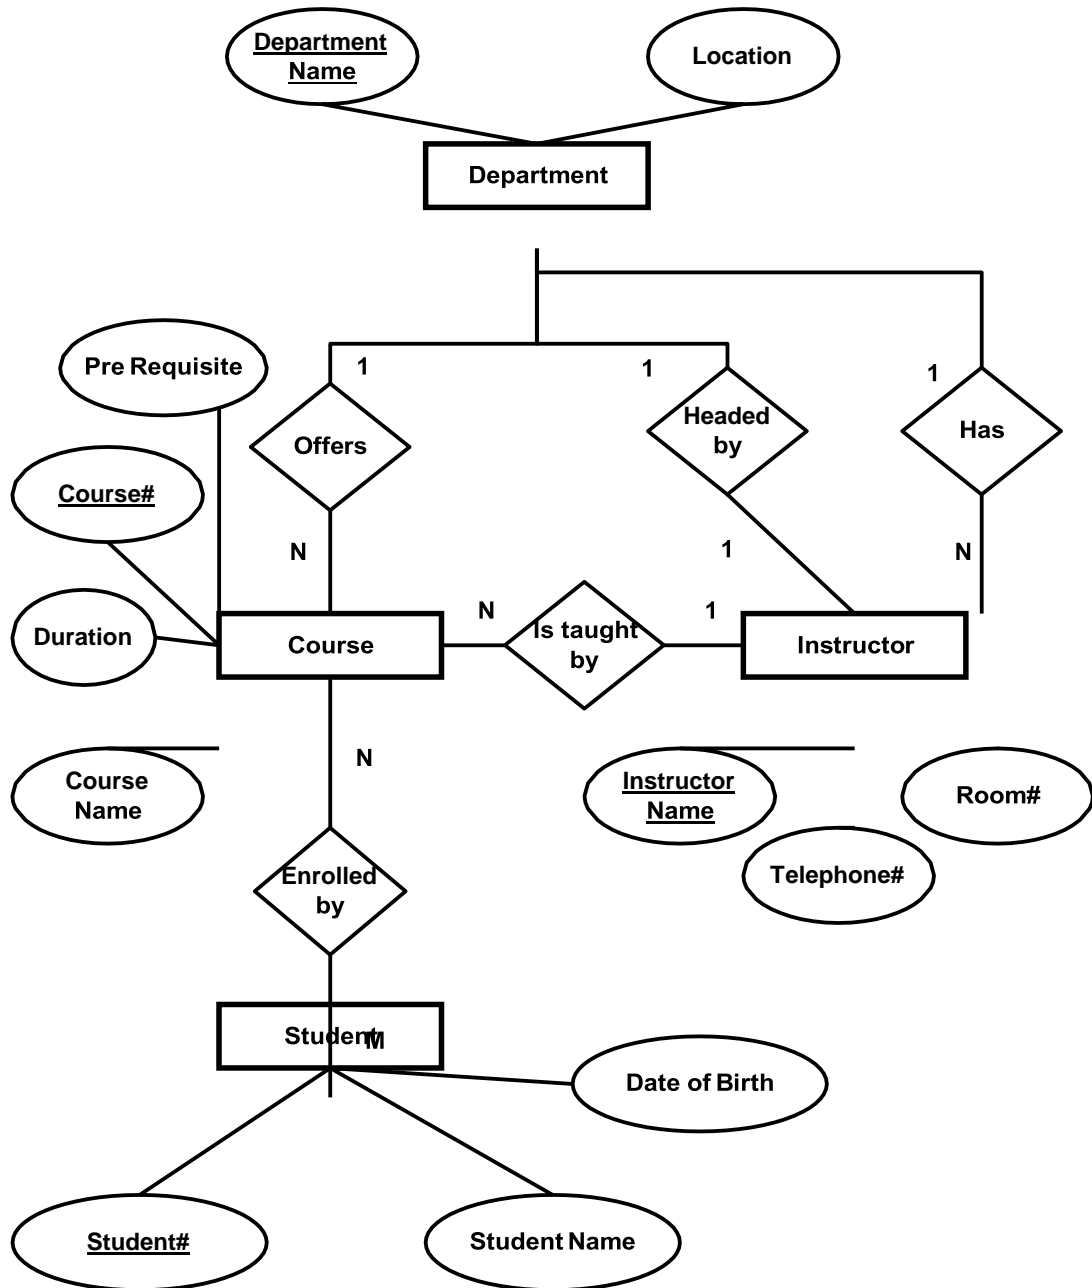 Department
Name
Location
Department
Pre Requisite
1
1
1
Headed
by
Has
Offers
Course#
N
1
N
N
1
Is taught
by
Duration
Course
Instructor
N
Course
Name
Instructor
Name
Room#
Telephone#
Enrolled
by
Student
M
Date of Birth
Student#
Student Name